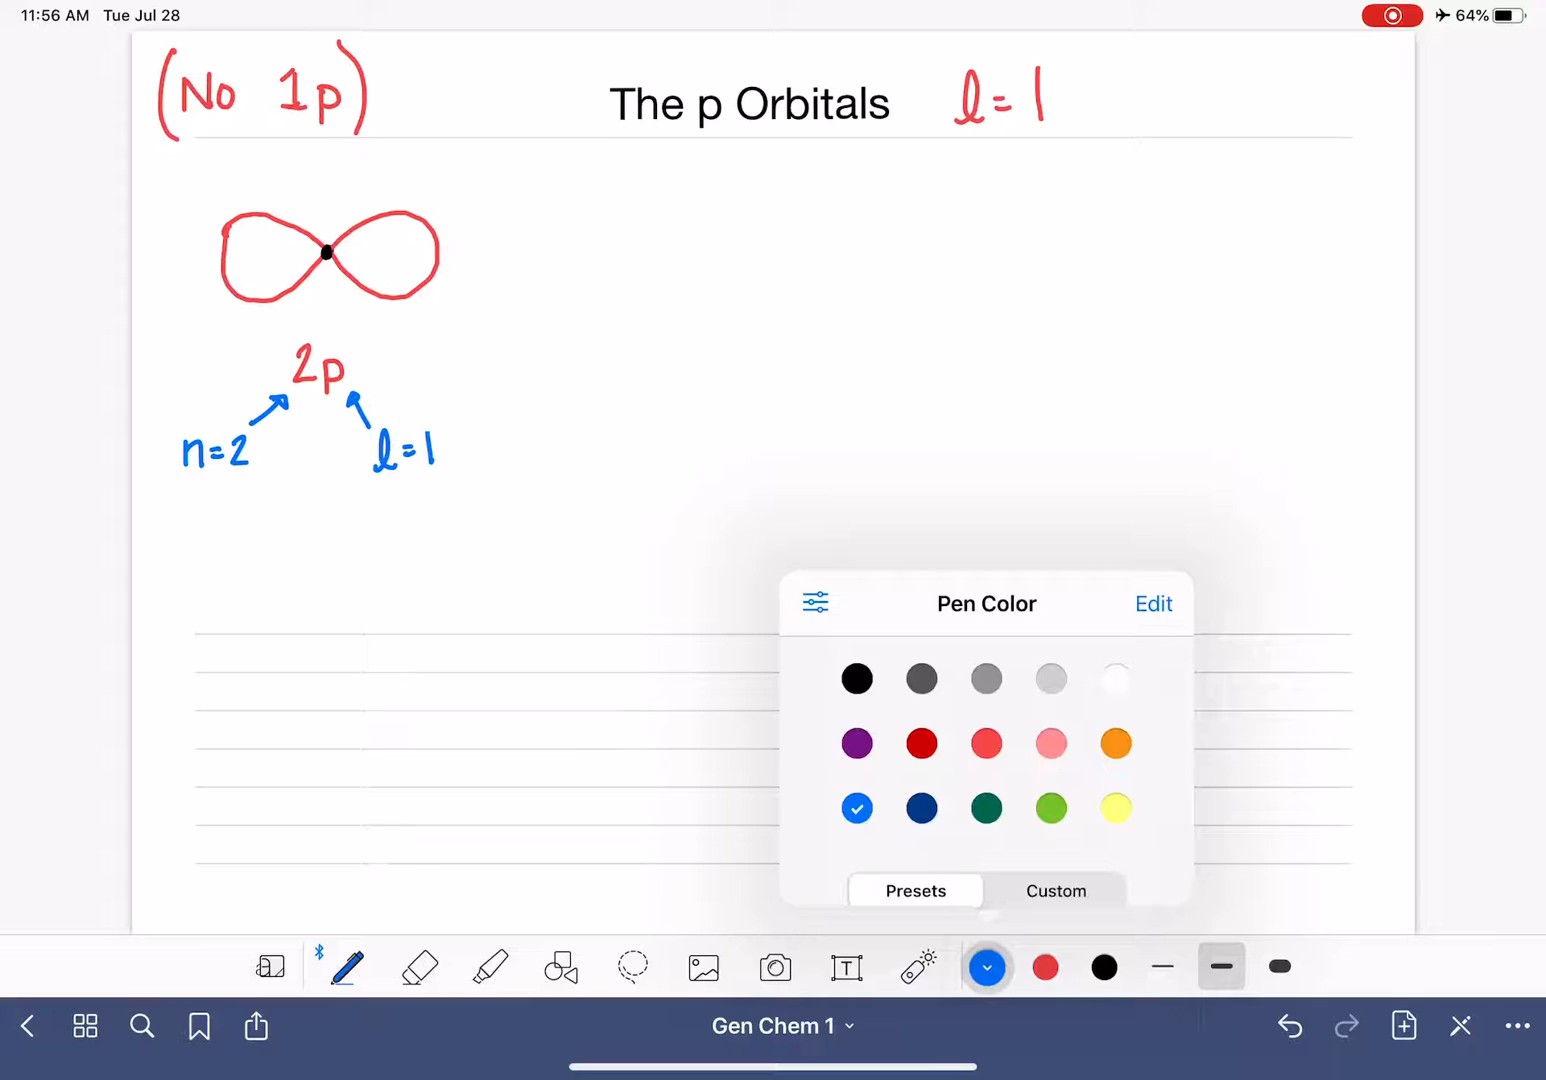 11:56 AM Tue Jul 28
64%
(No 1p)
The p Orbitals l=1
2p
n=2 l=1
Pen Color
Edit
Presets
Custom
T
Gen Chem 1